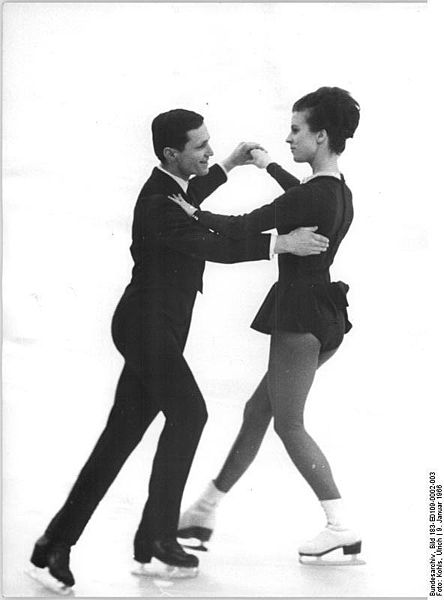 Bundesarchiv, Bild 183-E0109-0002-003
Foto: Kohls, Ulrich | 9. Januar 1966